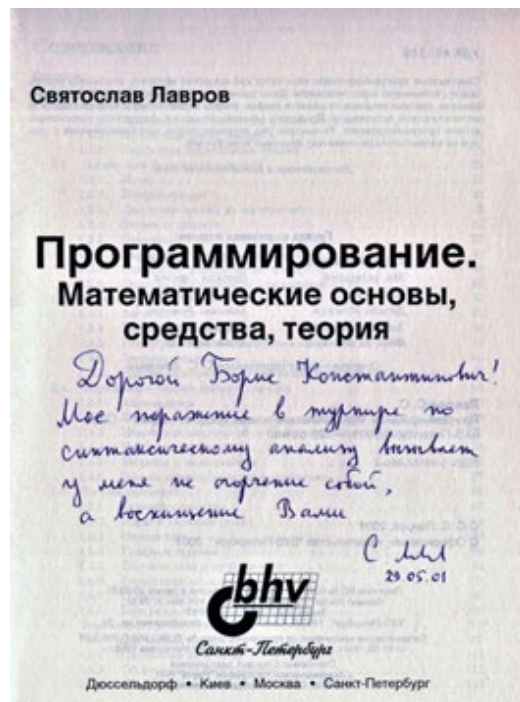 Святослав Лавров
Программирование.
Математические основы,
средства, теория
Дорогой Борис Константинович!
Мое поражение в турнире по
синтаксическому анализу вызывает
у меня не огорчение собой,
а восхищение Вами
29.05.01
bhv
Санкт-Петербург
Дюссельдорф • Киев • Москва • Санкт-Петербург